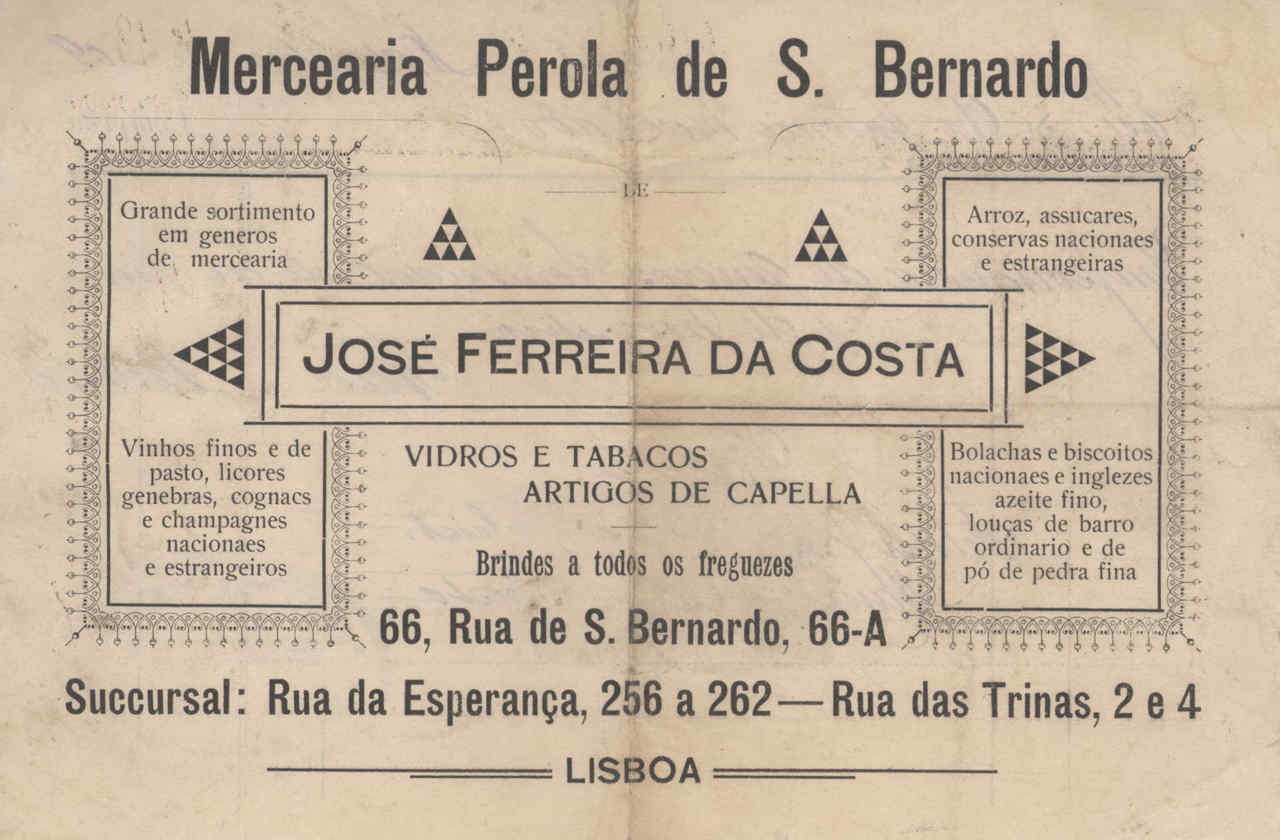 Mercearia Perola de S. Bernardo
DE
Grande sortimento
em generos
de mercearia
Arroz, assucares,
conservas nacionaes
e estrangeiras
JOSÉ FERREIRA DA COSTA
Vinhos finos e de
pasto, licores
genebras, cognacs
e champagnes
nacionaes
e estrangeiros
VIDROS E TABACOS
ARTIGOS DE CAPELLA
Brindes a todos os freguezes
Bolachas e biscoitos
nacionaes e inglezes
azeite fino,
louças de barro
ordinario e de
pó de pedra fina
66, Rua de S. Bernardo, 66-A
Succursal: Rua da Esperança, 256 a 262—Rua das Trinas, 2 e 4
LISBOA